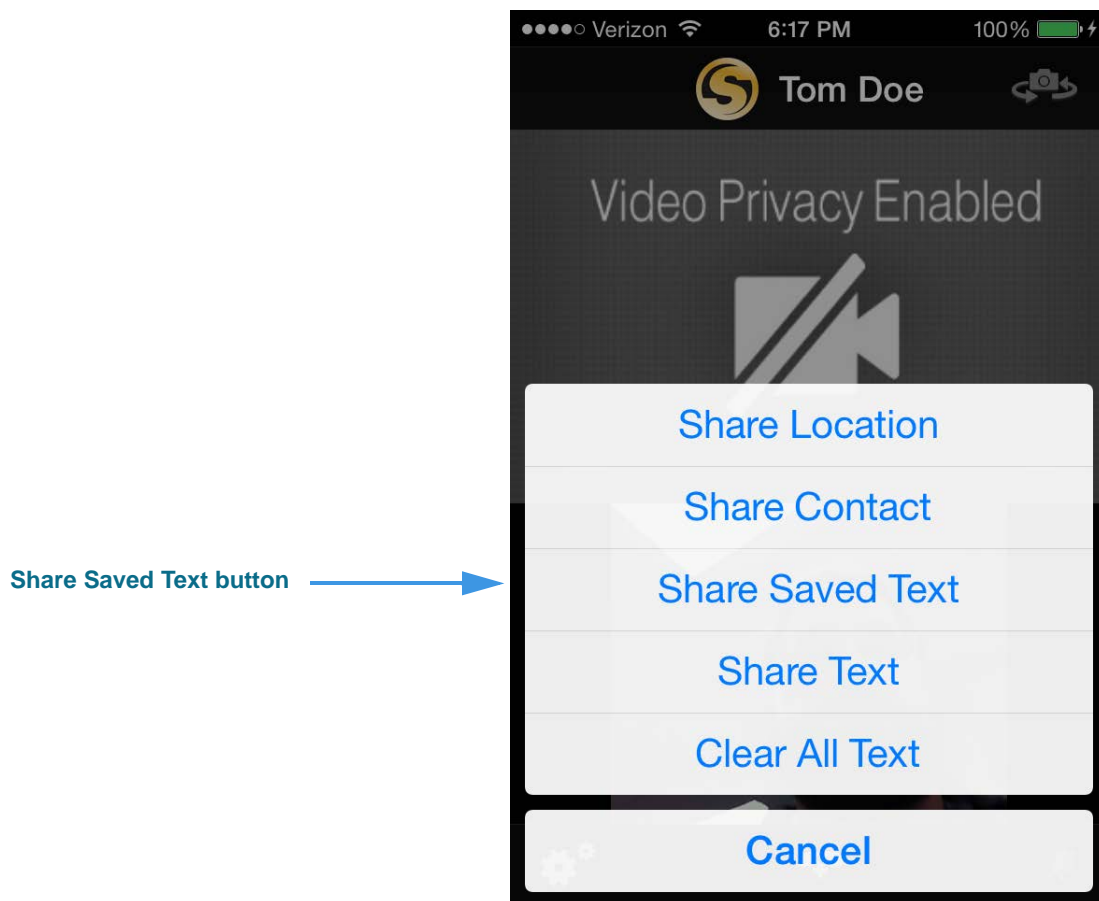 Verizon 6:17 PM 100%
S Tom Doe
Video Privacy Enabled
Share Location
Share Contact
Share Saved Text button
Share Saved Text
Share Text
Clear All Text
Cancel